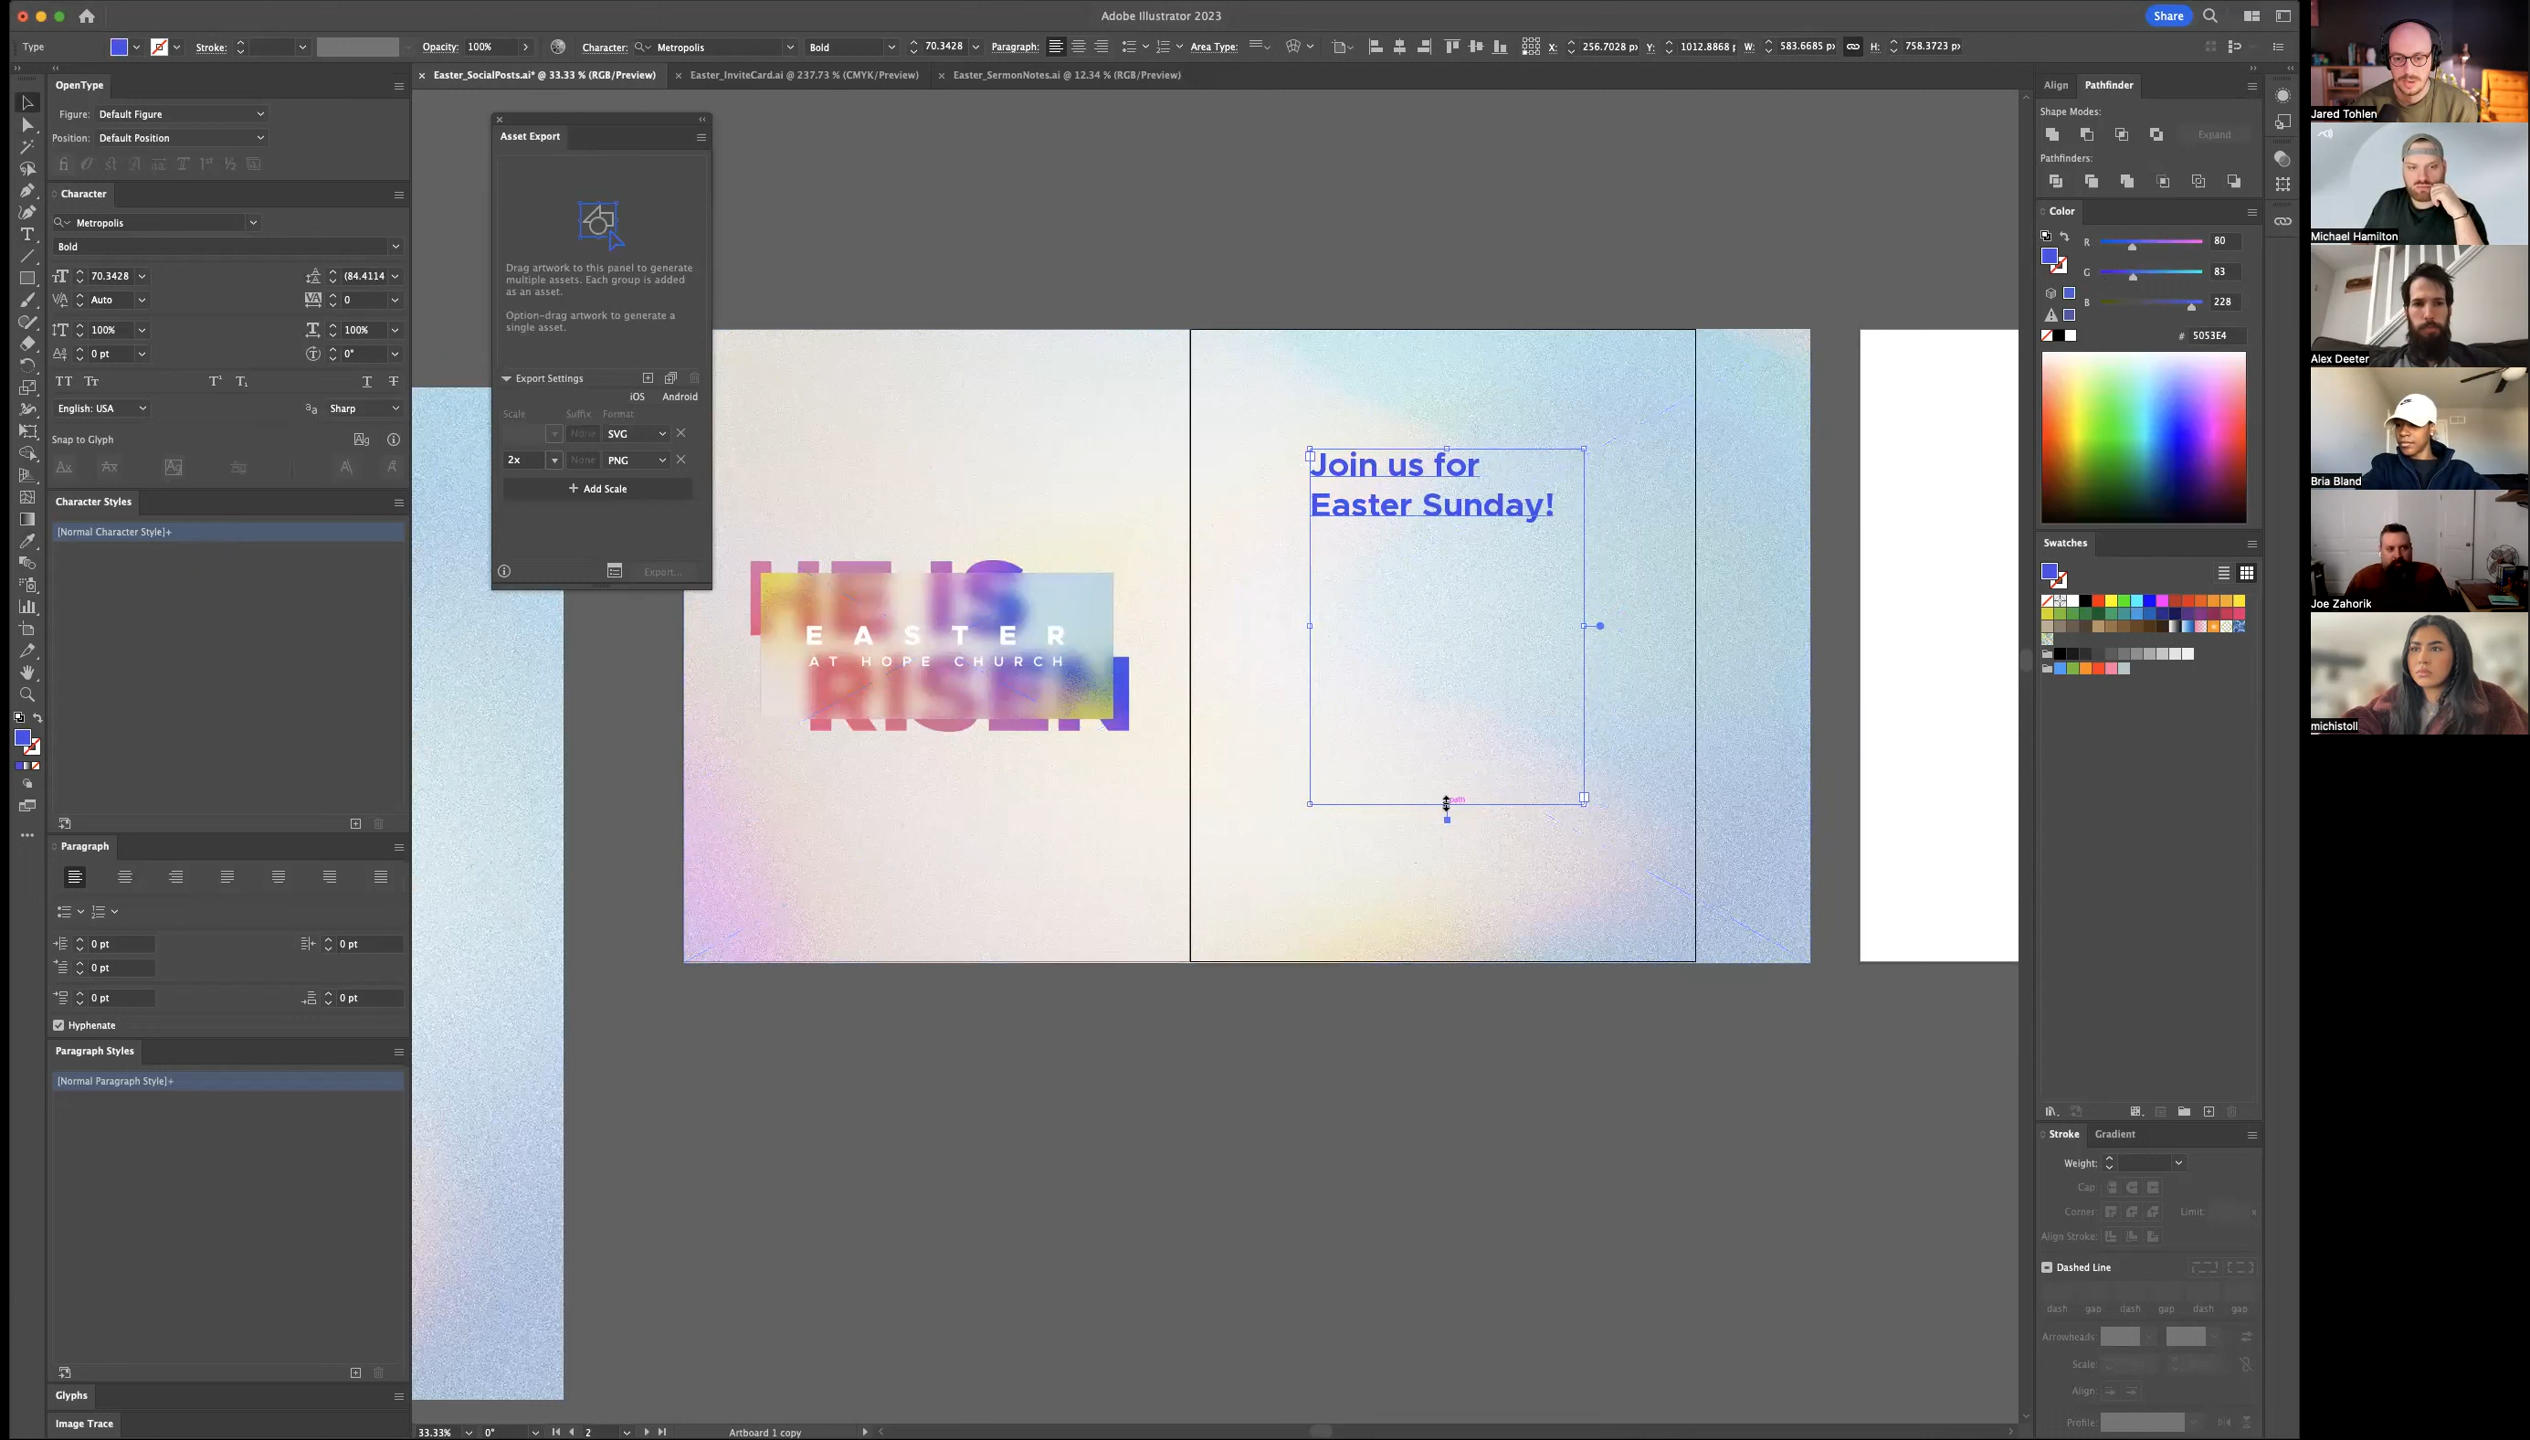 Adobe Illustrator 2023
Share
Type
Stroke:
Opacity: 100%
Character: Metropolis
Bold
70.3428
Paragraph:
Area Type:
X: 256.7028 px
Y: 1012.8868
W: 583.6685 px
H: 758.3723 px
Easter_SocialPosts.ai* @ 33.33 % (RGB/Preview)
Easter_InviteCard.ai @ 237.73 % (CMYK/Preview)
Easter_SermonNotes.ai @ 12.34 % (RGB/Preview)
OpenType
Figure: Default Figure
Position: Default Position
Character
Metropolis
Bold
70.3428
(84.4114
Auto
0
100%
100%
0 pt
0°
English: USA
Sharp
Snap to Glyph
Character Styles
[Normal Character Style]+
Paragraph
0 pt
0 pt
0 pt
0 pt
0 pt
Hyphenate
Paragraph Styles
[Normal Paragraph Style]+
Glyphs
Image Trace
Asset Export
Drag artwork to this panel to generate
multiple assets. Each group is added
as an asset.
Option-drag artwork to generate a
single asset.
Export Settings
iOS
Android
Scale
Suffix
Format
None
SVG
2x
None
PNG
+ Add Scale
Export...
HE IS
EASTER
AT HOPE CHURCH
RISEN
Join us for
Easter Sunday!
path
33.33%
0°
2
Artboard 1 copy
Align
Pathfinder
Shape Modes:
Expand
Pathfinders:
Color
R
80
G
83
B
228
# 5053E4
Swatches
Stroke
Gradient
Weight:
Cap:
Corner:
Limit:
x
Align Stroke:
Dashed Line
dash
gap
dash
gap
dash
gap
Arrowheads:
Scale:
Align:
Profile:
Jared Tohlen
Michael Hamilton
Alex Deeter
Bria Bland
Joe Zahorik
michistoll